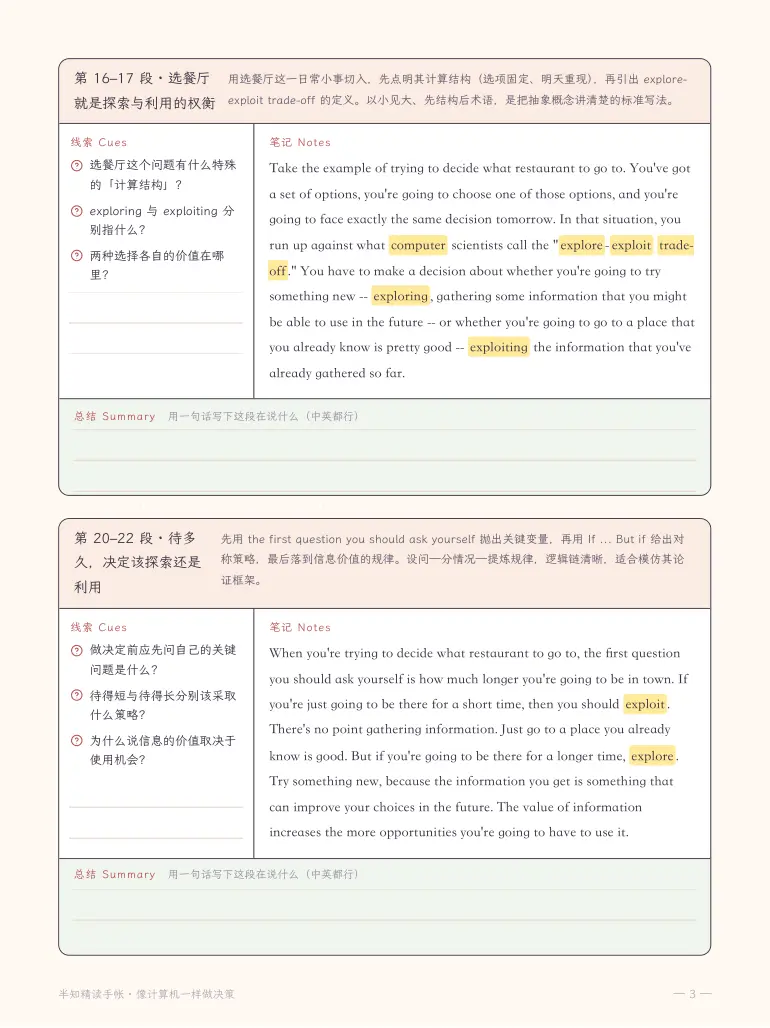 第 16–17 段·选餐厅
就是探索与利用的权衡
用选餐厅这一日常小事切入，先点明其计算结构（选项固定、明天重现），再引出 explore-
exploit trade-off 的定义。以小见大、先结构后术语，是把抽象概念讲清楚的标准写法。
线索 Cues
选餐厅这个问题有什么特殊
的「计算结构」?
exploring 与 exploiting 分
别指什么?
两种选择各自的价值在哪
里?
笔记 Notes
Take the example of trying to decide what restaurant to go to. You've got
a set of options, you're going to choose one of those options, and you're
going to face exactly the same decision tomorrow. In that situation, you
run up against what computer scientists call the "explore-exploit trade-
off." You have to make a decision about whether you're going to try
something new -- exploring, gathering some information that you might
be able to use in the future -- or whether you're going to go to a place that
you already know is pretty good -- exploiting the information that you've
already gathered so far.
总结 Summary 用一句话写下这段在说什么（中英都行）
第 20–22 段·待多
久，决定该探索还是
利用
先用 the first question you should ask yourself 抛出关键变量，再用 If ... But if 给出对
称策略，最后落到信息价值的规律。设问—分情况—提炼规律，逻辑链清晰，适合模仿其论
证框架。
线索 Cues
做决定前应先问自己的关键
问题是什么?
待得短与待得长分别该采取
什么策略?
为什么说信息的价值取决于
使用机会?
笔记 Notes
When you're trying to decide what restaurant to go to, the first question
you should ask yourself is how much longer you're going to be in town. If
you're just going to be there for a short time, then you should exploit.
There's no point gathering information. Just go to a place you already
know is good. But if you're going to be there for a longer time, explore.
Try something new, because the information you get is something that
can improve your choices in the future. The value of information
increases the more opportunities you're going to have to use it.
总结 Summary 用一句话写下这段在说什么（中英都行）
半知精读手帐·像计算机一样做决策
— 3 —